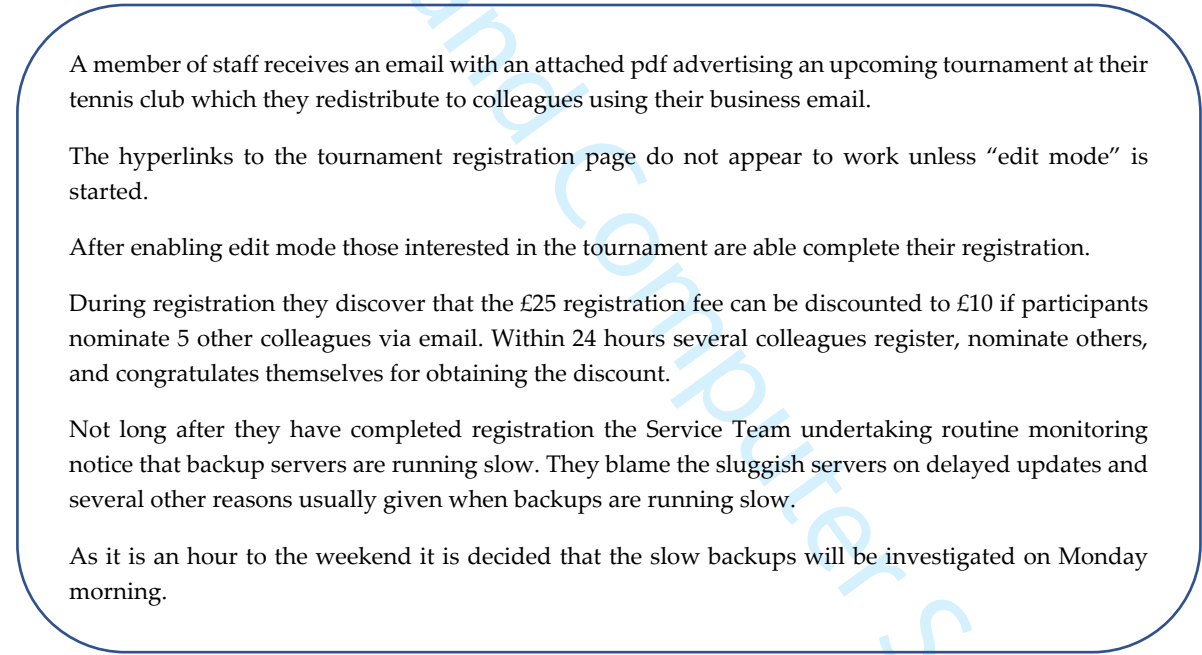 A member of staff receives an email with an attached pdf advertising an upcoming tournament at their
tennis club which they redistribute to colleagues using their business email.
The hyperlinks to the tournament registration page do not appear to work unless “edit mode” is
started.
After enabling edit mode those interested in the tournament are able complete their registration.
During registration they discover that the £25 registration fee can be discounted to £10 if participants
nominate 5 other colleagues via email. Within 24 hours several colleagues register, nominate others,
and congratulates themselves for obtaining the discount.
Not long after they have completed registration the Service Team undertaking routine monitoring
notice that backup servers are running slow. They blame the sluggish servers on delayed updates and
several other reasons usually given when backups are running slow.
As it is an hour to the weekend it is decided that the slow backups will be investigated on Monday
morning.
and Computer S